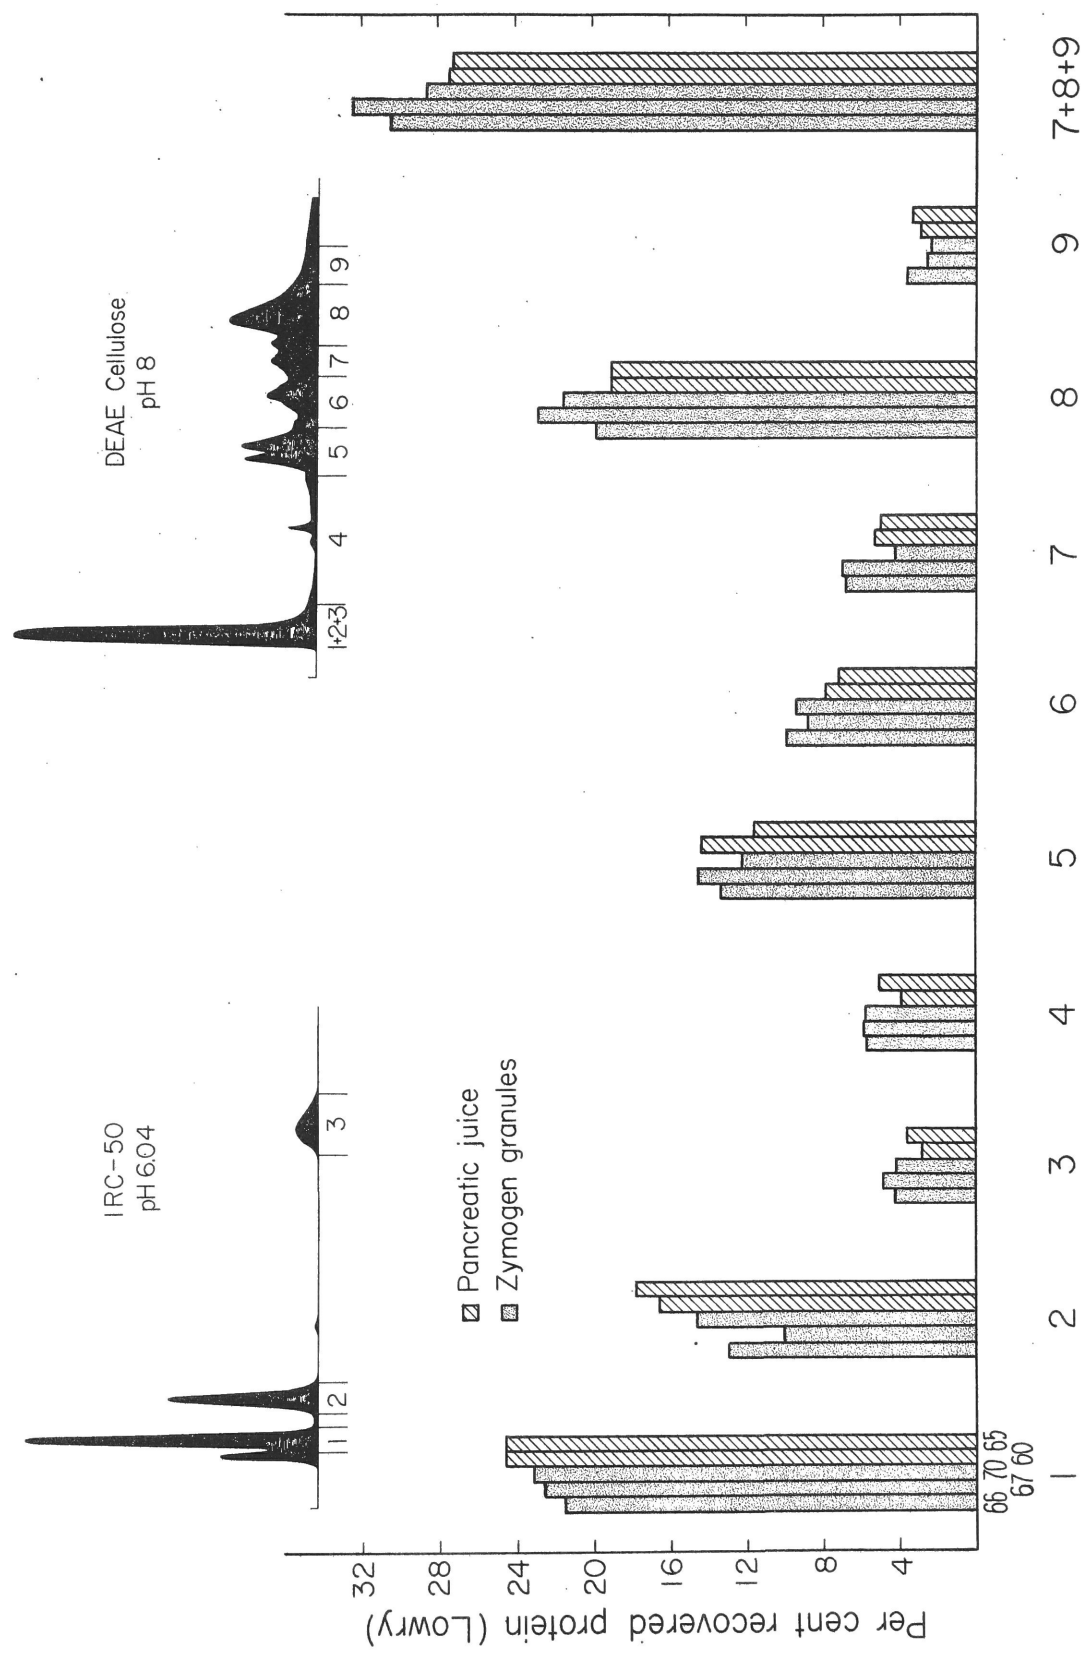 IRC-50
pH 6.04
DEAE Cellulose
pH 8
1 2 3
1+2+3 4 5 6 7 8 9
Pancreatic juice
Zymogen granules
Per cent recovered protein (Lowry)
32
28
24
20
16
12
8
4
66 70 65
67 60
1 2 3 4 5 6 7 8 9 7+8+9